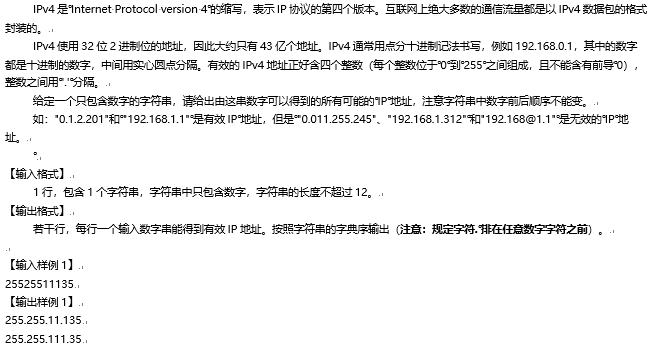 IPv4 是"Internet Protocol version 4"的缩写，表示 IP 协议的第四个版本。互联网上绝大多数的通信流量都是以 IPv4 数据包的格式
封装的。
IPv4 使用 32 位 2 进制位的地址，因此大约只有 43 亿个地址。IPv4 通常用点分十进制记法书写，例如 192.168.0.1，其中的数字
都是十进制的数字，中间用实心圆点分隔。有效的 IPv4 地址正好含四个整数（每个整数位于"0"到"255"之间组成，且不能含有前导"0），
整数之间用"."分隔。
给定一个只包含数字的字符串，请给出由这串数字可以得到的所有可能的"IP"地址，注意字符串中数字前后顺序不能变。
如："0.1.2.201"和"192.168.1.1"是有效 IP"地址，但是"0.011.255.245"、"192.168.1.312"和"192.168@1.1"是无效的"IP"地
址。
【输入格式】
1 行，包含 1 个字符串，字符串中只包含数字，字符串的长度不超过 12。
【输出格式】
若干行，每行一个输入数字串能得到有效 IP 地址。按照字符串的字典序输出（注意：规定字符.排在任意数字字符之前）。
【输入样例 1】
25525511135
【输出样例 1】
255.255.11.135
255.255.111.35